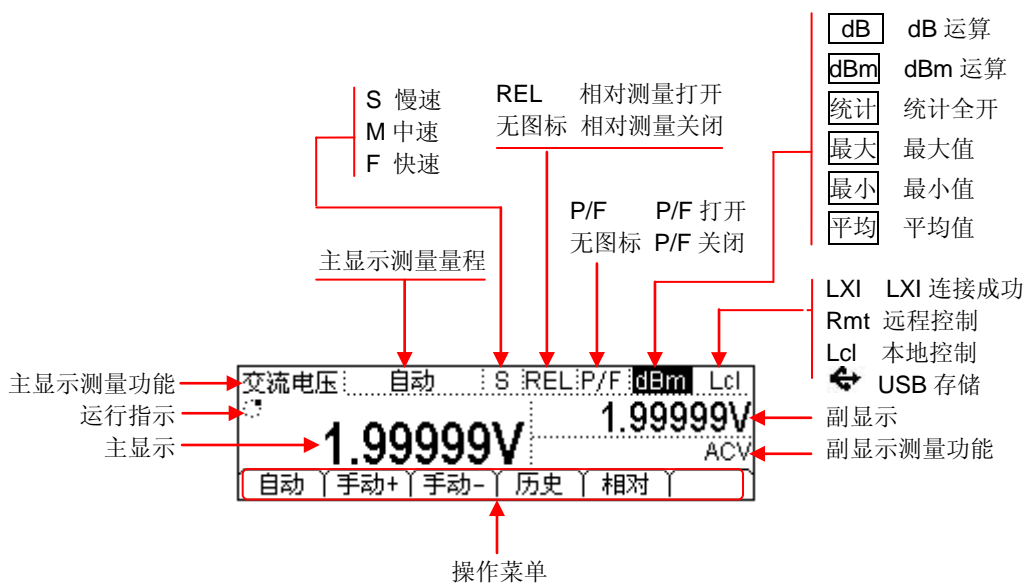 dB dB 运算
dBm dBm 运算
统计 统计全开
最大 最大值
最小 最小值
平均 平均值
S 慢速
M 中速
F 快速
REL 相对测量打开
无图标 相对测量关闭
P/F P/F 打开
无图标 P/F 关闭
主显示测量量程
LXI LXI 连接成功
Rmt 远程控制
Lcl 本地控制
USB 存储
主显示测量功能
运行指示
主显示
交流电压 自动 S REL P/F dBm Lcl
1.99999V
1.99999V
ACV
自动 手动+ 手动- 历史 相对
副显示
副显示测量功能
操作菜单